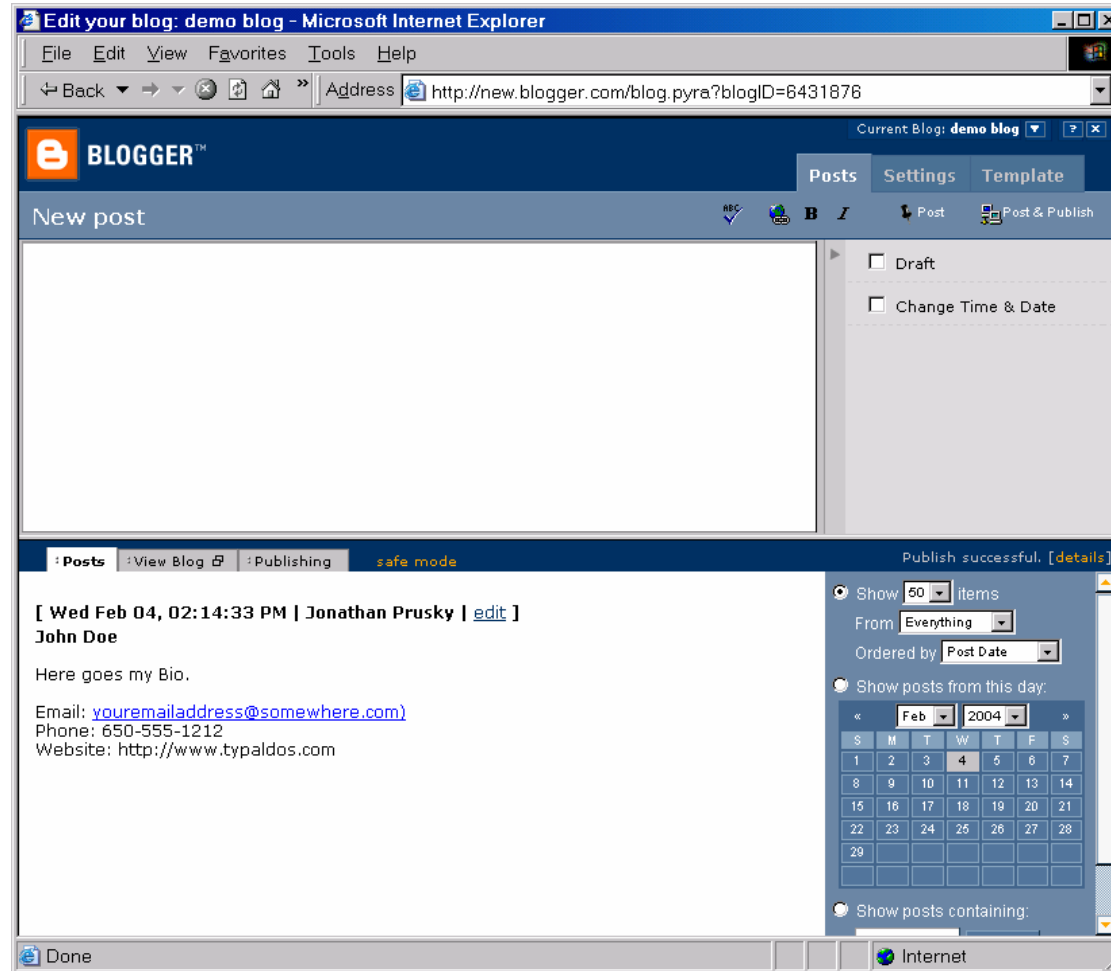 Edit your blog: demo blog - Microsoft Internet Explorer
File Edit View Favorites Tools Help
Back » Address http://new.blogger.com/blog.pyra?blogID=6431876
Current Blog: demo blog ? x
BLOGGER™
Posts Settings Template
New post ABC B I Post Post & Publish
Draft
Change Time & Date
Posts View Blog Publishing safe mode Publish successful. [details]
[ Wed Feb 04, 02:14:33 PM | Jonathan Prusky | edit ]
John Doe
Here goes my Bio.
Email: youremailaddress@somewhere.com)
Phone: 650-555-1212
Website: http://www.typaldos.com
Show 50 items
From Everything
Ordered by Post Date
Show posts from this day:
« Feb 2004 »
S M T W T F S
1 2 3 4 5 6 7
8 9 10 11 12 13 14
15 16 17 18 19 20 21
22 23 24 25 26 27 28
29
Show posts containing:
Done Internet